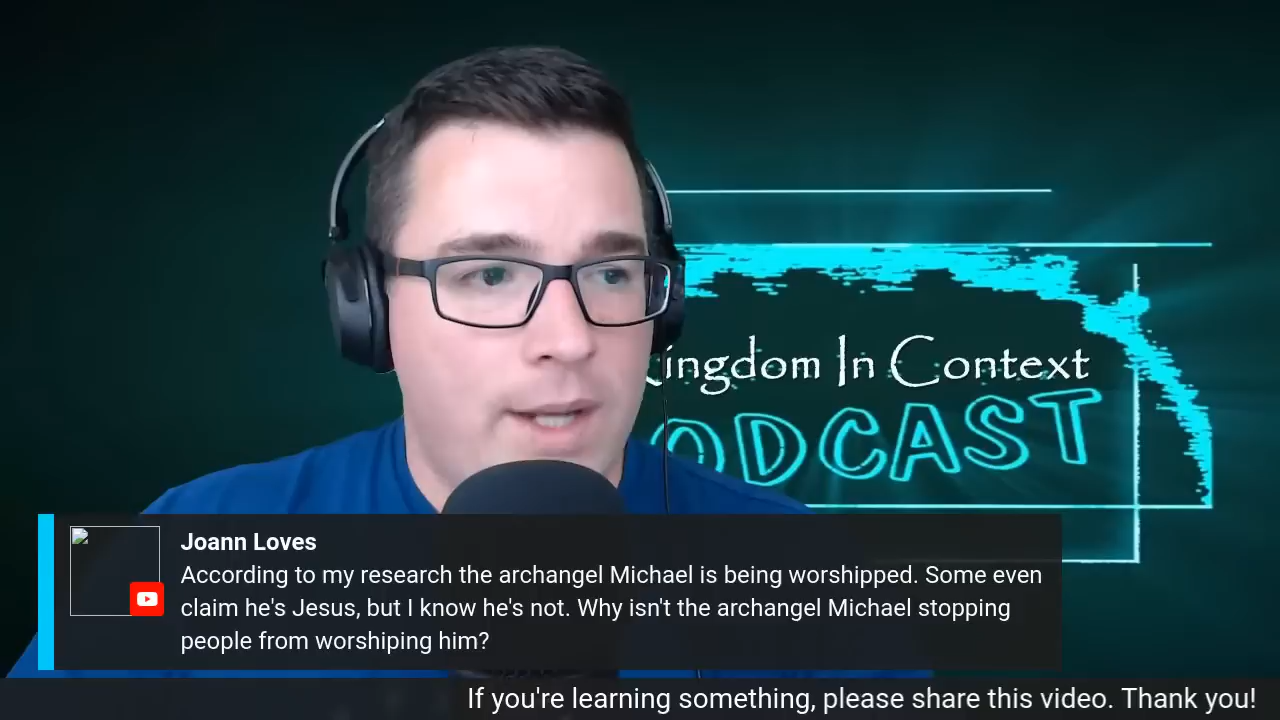 Kingdom In Context
PODCAST
Joann Loves
According to my research the archangel Michael is being worshipped. Some even
claim he's Jesus, but I know he's not. Why isn't the archangel Michael stopping
people from worshiping him?
If you're learning something, please share this video. Thank you!